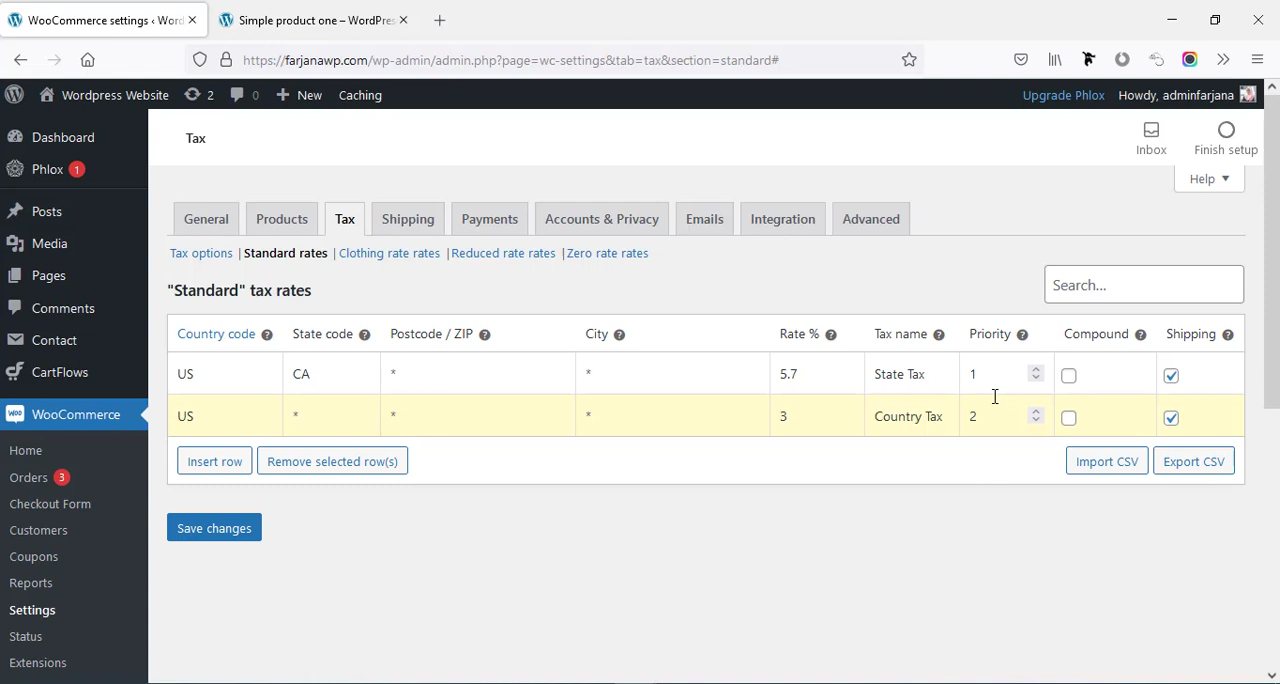 WooCommerce settings ‹ Word
Simple product one – WordPres
https://farjanawp.com/wp-admin/admin.php?page=wc-settings&tab=tax&section=standard#
Wordpress Website 2 0 New Caching Upgrade Phlox Howdy, adminfarjana
Dashboard
Phlox 1
Posts
Media
Pages
Comments
Contact
CartFlows
WooCommerce
Home
Orders 3
Checkout Form
Customers
Coupons
Reports
Settings
Status
Extensions
Tax
Inbox
Finish setup
Help
General Products Tax Shipping Payments Accounts & Privacy Emails Integration Advanced
Tax options | Standard rates | Clothing rate rates | Reduced rate rates | Zero rate rates
"Standard" tax rates
Search...
Country code State code Postcode / ZIP City Rate % Tax name Priority Compound Shipping
US CA * * 5.7 State Tax 1
US * * * 3 Country Tax 2
Insert row Remove selected row(s) Import CSV Export CSV
Save changes